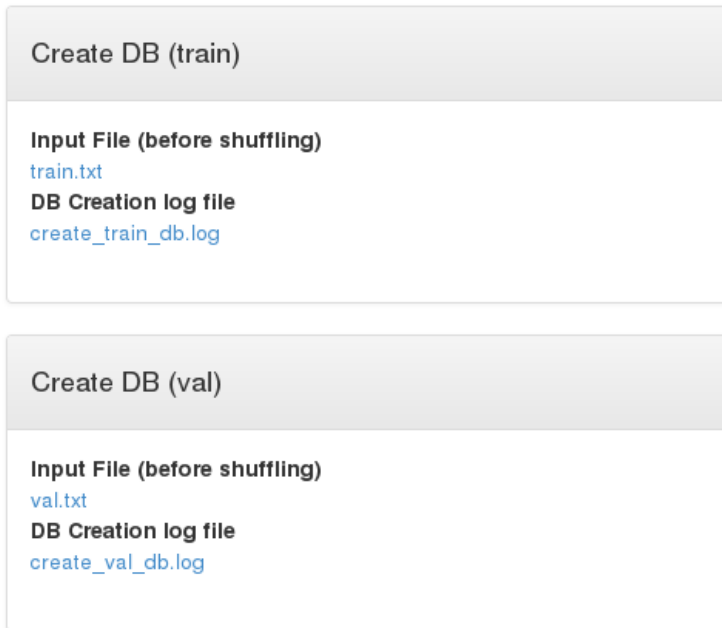 Create DB (train)
Input File (before shuffling)
train.txt
DB Creation log file
create_train_db.log
Create DB (val)
Input File (before shuffling)
val.txt
DB Creation log file
create_val_db.log